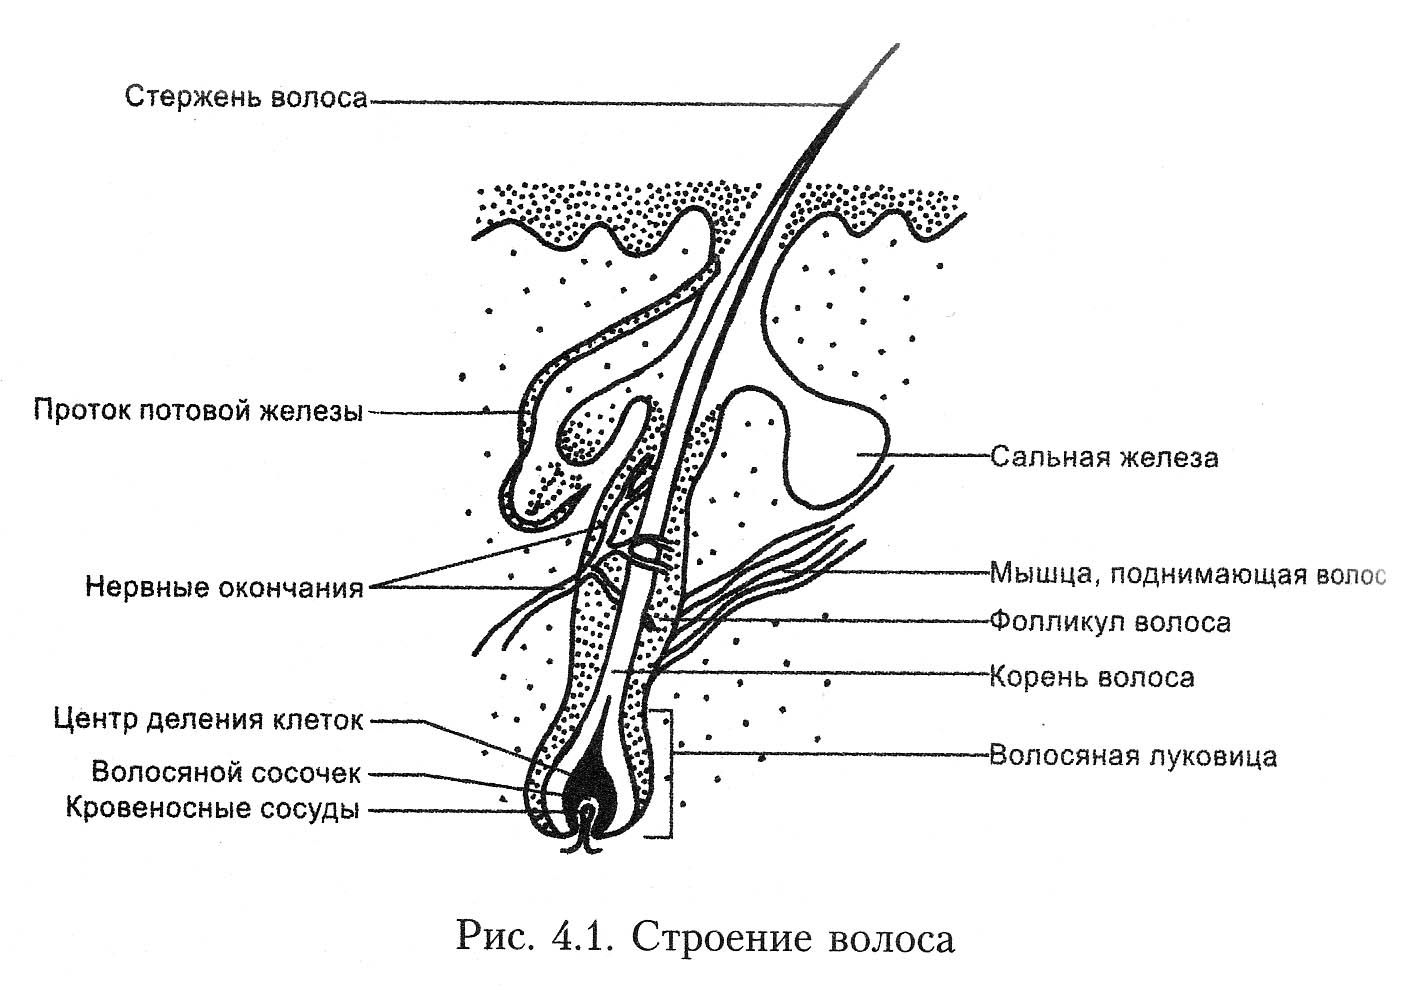 Стержень волоса
Проток потовой железы
Сальная железа
Нервные окончания
Мышца, поднимающая волос
Фолликул волоса
Корень волоса
Центр деления клеток
Волосяная луковица
Волосяной сосочек
Кровеносные сосуды
Рис. 4.1. Строение волоса